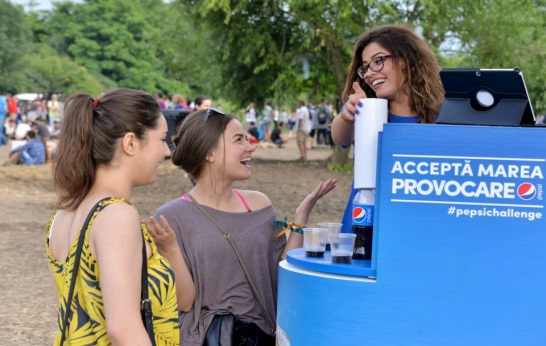 ACCEPTĂ MAREA
PROVOCARE pepsi
#pepsichallenge
pepsi